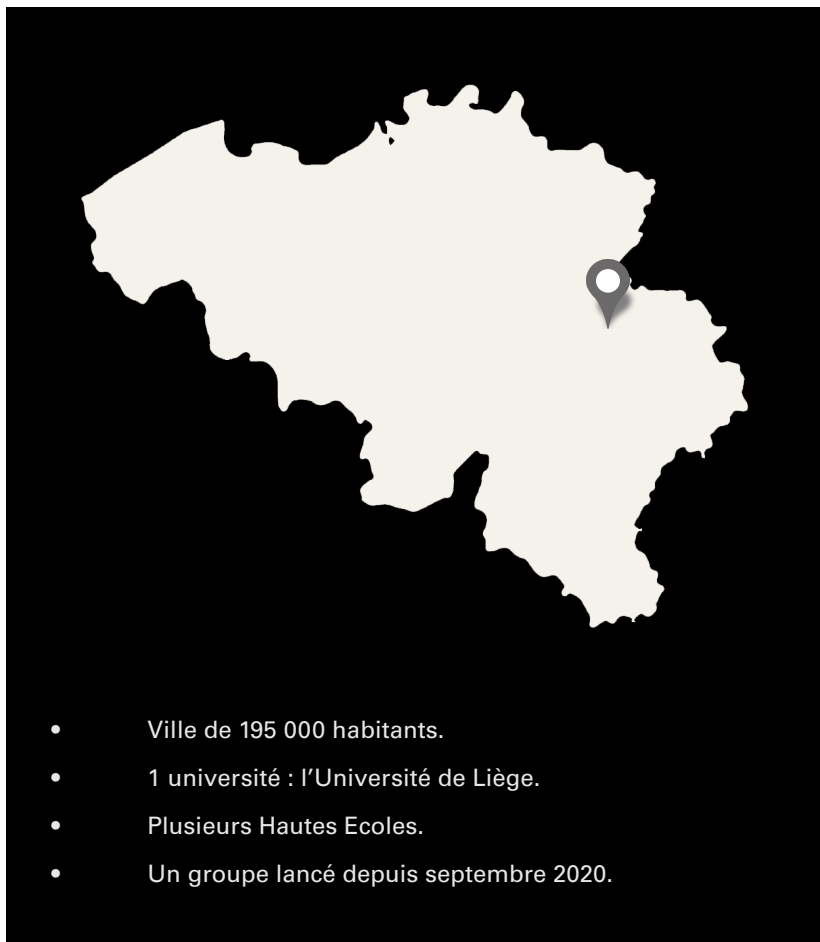 • Ville de 195 000 habitants.
• 1 université : l’Université de Liège.
• Plusieurs Hautes Ecoles.
• Un groupe lancé depuis septembre 2020.